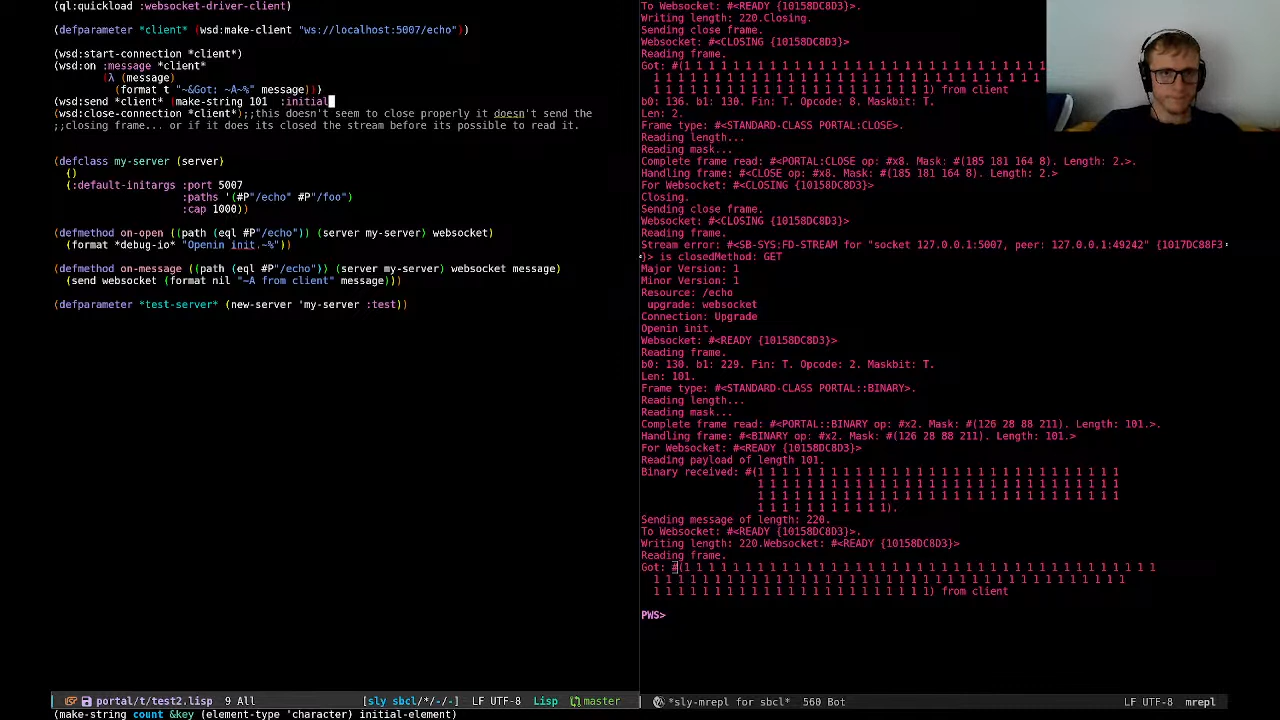 (ql:quickload :websocket-driver-client)
(defparameter *client* (wsd:make-client "ws://localhost:5007/echo"))
(wsd:start-connection *client*)
(wsd:on :message *client*
(λ (message)
(format t "~&Got: ~A~%" message)))
(wsd:send *client* (make-string 101  :initial
(wsd:close-connection *client*);;this doesn't seem to close properly it doesn't send the
;;closing frame... or if it does its closed the stream before its possible to read it.
(defclass my-server (server)
()
(:default-initargs :port 5007
:paths '(#P"/echo" #P"/foo")
:cap 1000))
(defmethod on-open ((path (eql #P"/echo")) (server my-server) websocket)
(format *debug-io* "Openin init.~%"))
(defmethod on-message ((path (eql #P"/echo")) (server my-server) websocket message)
(send websocket (format nil "~A from client" message)))
(defparameter *test-server* (new-server 'my-server :test))
portal/t/test2.lisp  9 All  [sly sbcl/*/-/-]  LF UTF-8  Lisp  master
(make-string count &key (element-type 'character) initial-element)
To Websocket: #<READY {10158DC8D3}>.
Writing length: 220.Closing.
Sending close frame.
Websocket: #<CLOSING {10158DC8D3}>
Reading frame.
Got: #(1 1 1 1 1 1 1 1 1 1 1 1 1 1 1 1 1 1 1 1 1 1 1 1 1 1 1 1 1 1
1 1 1 1 1 1 1 1 1 1 1 1 1 1 1 1 1 1 1 1 1 1 1 1 1 1 1 1 1 1 1 1 1
1 1 1 1 1 1 1 1 1 1 1 1 1 1 1 1 1 1 1 1 1 1 1) from client
b0: 136. b1: 130. Fin: T. Opcode: 8. Maskbit: T.
Len: 2.
Frame type: #<STANDARD-CLASS PORTAL:CLOSE>.
Reading length...
Reading mask...
Complete frame read: #<PORTAL:CLOSE op: #x8. Mask: #(185 181 164 8). Length: 2.>.
Handling frame: #<CLOSE op: #x8. Mask: #(185 181 164 8). Length: 2.>
For Websocket: #<CLOSING {10158DC8D3}>
Closing.
Sending close frame.
Websocket: #<CLOSING {10158DC8D3}>
Reading frame.
Stream error: #<SB-SYS:FD-STREAM for "socket 127.0.0.1:5007, peer: 127.0.0.1:49242" {1017DC88F3
}> is closedMethod: GET
Major Version: 1
Minor Version: 1
Resource: /echo
upgrade: websocket
Connection: Upgrade
Openin init.
Websocket: #<READY {10158DC8D3}>
Reading frame.
b0: 130. b1: 229. Fin: T. Opcode: 2. Maskbit: T.
Len: 101.
Frame type: #<STANDARD-CLASS PORTAL::BINARY>.
Reading length...
Reading mask...
Complete frame read: #<PORTAL::BINARY op: #x2. Mask: #(126 28 88 211). Length: 101.>.
Handling frame: #<BINARY op: #x2. Mask: #(126 28 88 211). Length: 101.>
For Websocket: #<READY {10158DC8D3}>
Reading payload of length 101.
Binary received: #(1 1 1 1 1 1 1 1 1 1 1 1 1 1 1 1 1 1 1 1 1 1 1 1 1 1 1 1 1 1
1 1 1 1 1 1 1 1 1 1 1 1 1 1 1 1 1 1 1 1 1 1 1 1 1 1 1 1 1 1
1 1 1 1 1 1 1 1 1 1 1 1 1 1 1 1 1 1 1 1 1 1 1 1 1 1 1 1 1 1
1 1 1 1 1 1 1 1 1 1 1).
Sending message of length: 220.
To Websocket: #<READY {10158DC8D3}>.
Writing length: 220.Websocket: #<READY {10158DC8D3}>
Reading frame.
Got: #(1 1 1 1 1 1 1 1 1 1 1 1 1 1 1 1 1 1 1 1 1 1 1 1 1 1 1 1 1 1 1 1 1 1 1 1 1 1 1
1 1 1 1 1 1 1 1 1 1 1 1 1 1 1 1 1 1 1 1 1 1 1 1 1 1 1 1 1 1 1 1 1 1 1 1 1 1 1 1
1 1 1 1 1 1 1 1 1 1 1 1 1 1 1 1 1 1 1 1 1 1 1) from client
PWS>
*sly-mrepl for sbcl*  560 Bot  LF UTF-8  mrepl